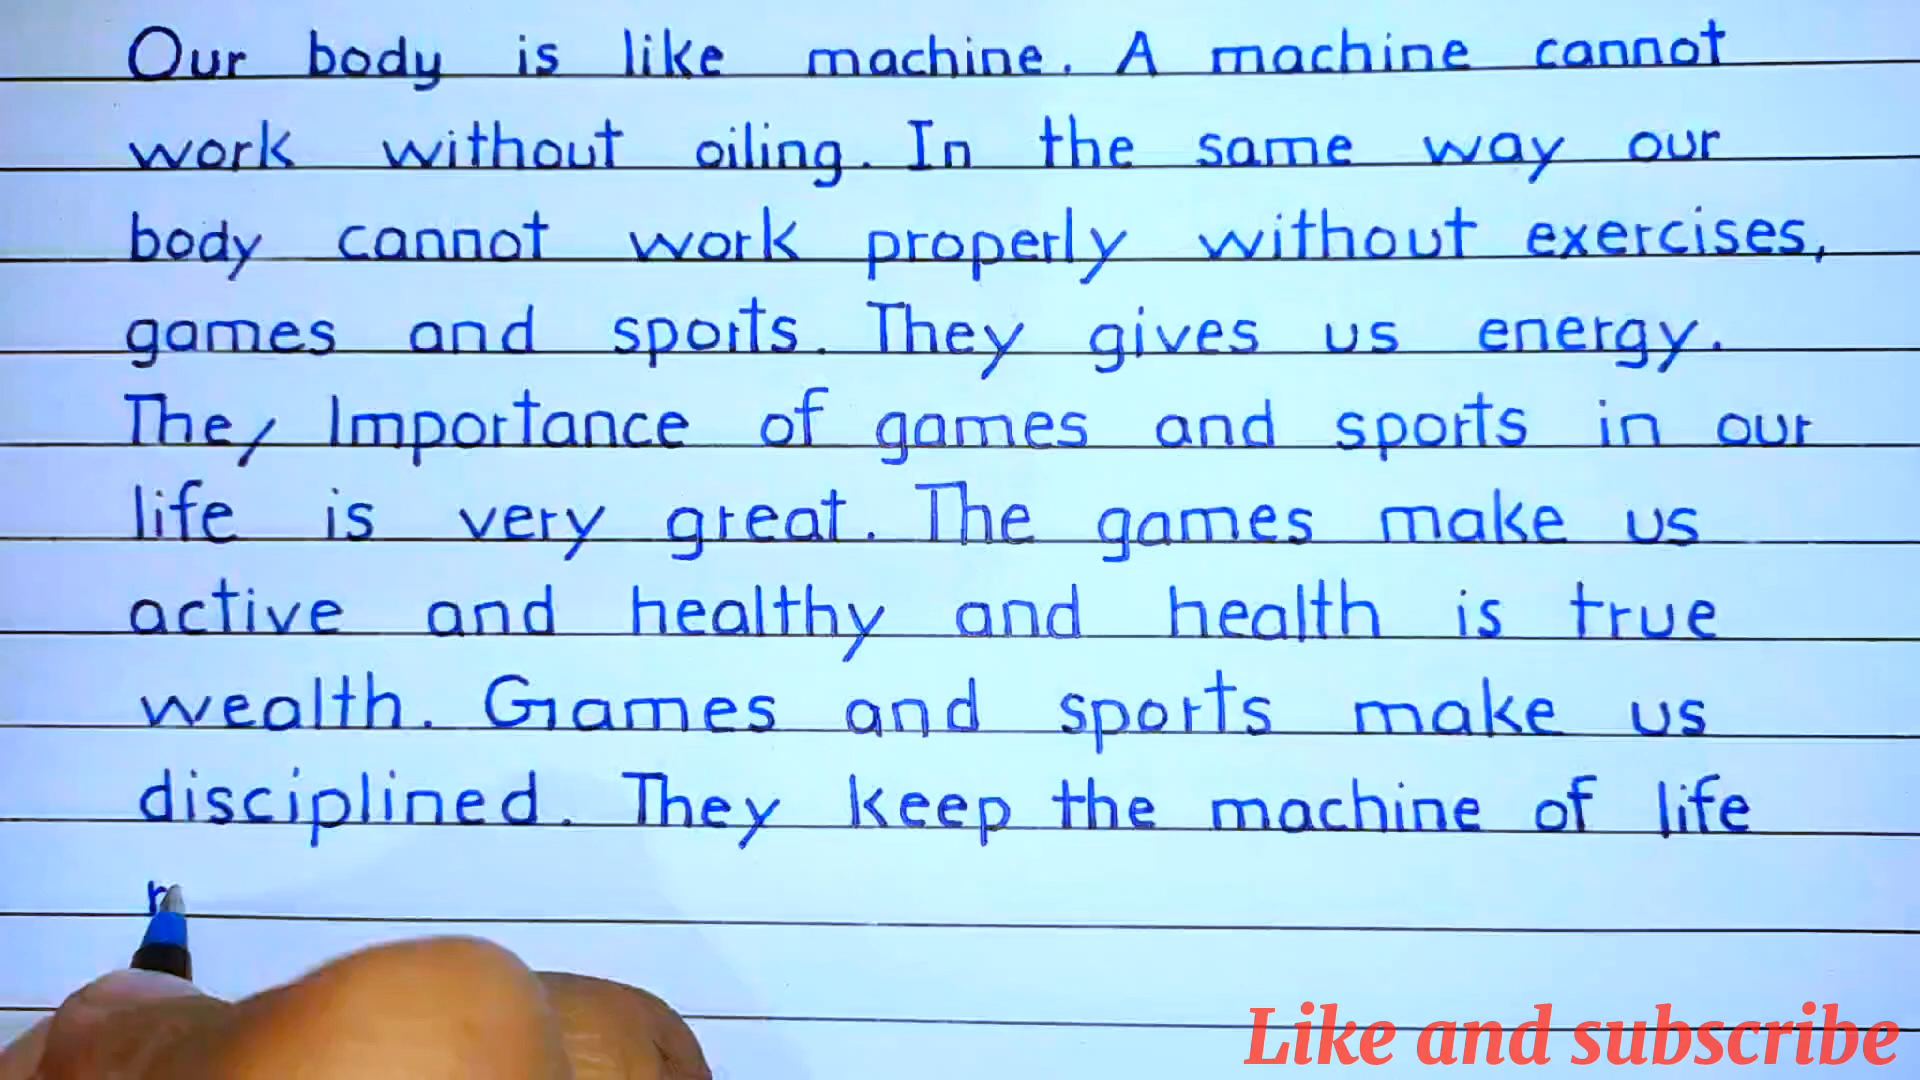 Our body is like machine. A machine cannot
work without oiling. In the same way our
body cannot work properly without exercises,
games and sports. They gives us energy.
The, Importance of games and sports in our
life is very great. The games make us
active and healthy and health is true
wealth. Games and sports make us
disciplined. They keep the machine of life
r
Like and subscribe